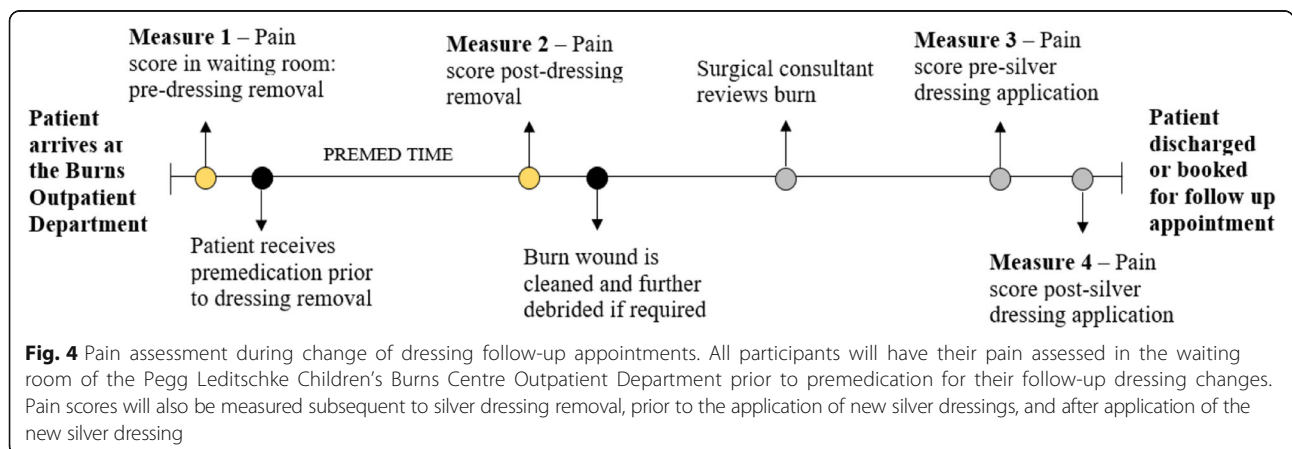 Measure 1 – Pain
score in waiting room:
pre-dressing removal
Measure 2 – Pain
score post-dressing
removal
Surgical consultant
reviews burn
Measure 3 – Pain
score pre-silver
dressing application
Patient
arrives at
the Burns
Outpatient
Department
PREMED TIME
Patient
discharged
or booked
for follow up
appointment
Patient receives
premedication prior
to dressing removal
Burn wound is
cleaned and further
debrided if required
Measure 4 – Pain
score post-silver
dressing application
Fig. 4 Pain assessment during change of dressing follow-up appointments. All participants will have their pain assessed in the waiting
room of the Pegg Leditschke Children's Burns Centre Outpatient Department prior to premedication for their follow-up dressing changes.
Pain scores will also be measured subsequent to silver dressing removal, prior to the application of new silver dressings, and after application of the
new silver dressing